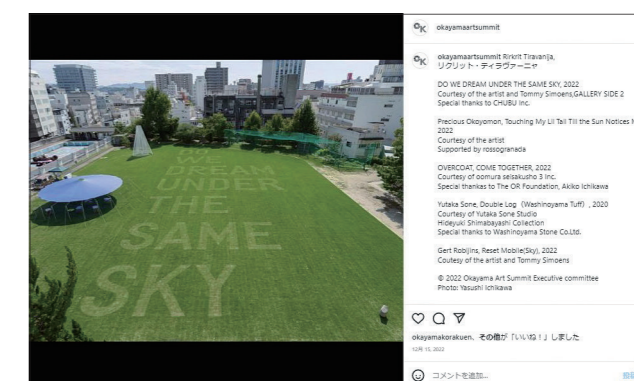 DO WE
DREAM
UNDER
THE
SAME
SKY
okayamaartsummit
okayamaartsummit Rirkrit Tiravanija,
リクリット・ティラヴァーニャ
DO WE DREAM UNDER THE SAME SKY, 2022
Courtesy of the artist and Tommy Simoens,GALLERY SIDE 2
Special thanks to CHUBU Inc.
Precious Okoyomon, Touching My Lil Tail Till the Sun Notices
2022
Courtesy of the artist
Supported by rossogranada
OVERCOAT, COME TOGETHER, 2022
Courtesy of oomura seisakusho 3 Inc.
Special thankas to The OR Foundation, Akiko Ichikawa
Yutaka Sone, Double Log（Washinoyama Tuff）, 2020
Courtesy of Yutaka Sone Studio
Hideyuki Shimabayashi Collection
Special thanks to Washinoyama Stone Co.Ltd.
Gert Robijns, Reset Mobile(Sky), 2022
Coutesy of the artist and Tommy Simoens
© 2022 Okayama Art Summit Executive committee
Photo: Yasushi Ichikawa
okayamakorakuen、その他が「いいね！」しました
12月 15, 2022
コメントを追加...